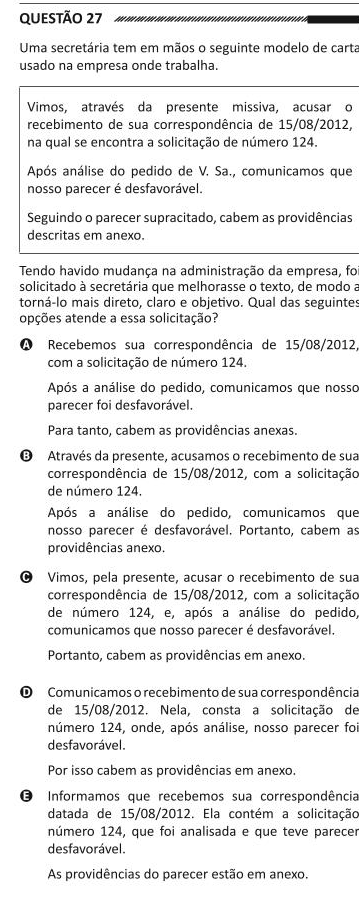 QUESTÃO 27
Uma secretária tem em mãos o seguinte modelo de carta
usado na empresa onde trabalha.
Vimos, através da presente missiva, acusar o
recebimento de sua correspondência de 15/08/2012,
na qual se encontra a solicitação de número 124.
Após análise do pedido de V. Sa., comunicamos que
nosso parecer é desfavorável.
Seguindo o parecer supracitado, cabem as providências
descritas em anexo.
Tendo havido mudança na administração da empresa, foi
solicitado à secretária que melhorasse o texto, de modo a
torná-lo mais direto, claro e objetivo. Qual das seguintes
opções atende a essa solicitação?
A Recebemos sua correspondência de 15/08/2012,
com a solicitação de número 124.
Após a análise do pedido, comunicamos que nosso
parecer foi desfavorável.
Para tanto, cabem as providências anexas.
B Através da presente, acusamos o recebimento de sua
correspondência de 15/08/2012, com a solicitação
de número 124.
Após a análise do pedido, comunicamos que
nosso parecer é desfavorável. Portanto, cabem as
providências anexo.
C Vimos, pela presente, acusar o recebimento de sua
correspondência de 15/08/2012, com a solicitação
de número 124, e, após a análise do pedido,
comunicamos que nosso parecer é desfavorável.
Portanto, cabem as providências em anexo.
D Comunicamos o recebimento de sua correspondência
de 15/08/2012. Nela, consta a solicitação de
número 124, onde, após análise, nosso parecer foi
desfavorável.
Por isso cabem as providências em anexo.
E Informamos que recebemos sua correspondência
datada de 15/08/2012. Ela contém a solicitação
número 124, que foi analisada e que teve parecer
desfavorável.
As providências do parecer estão em anexo.